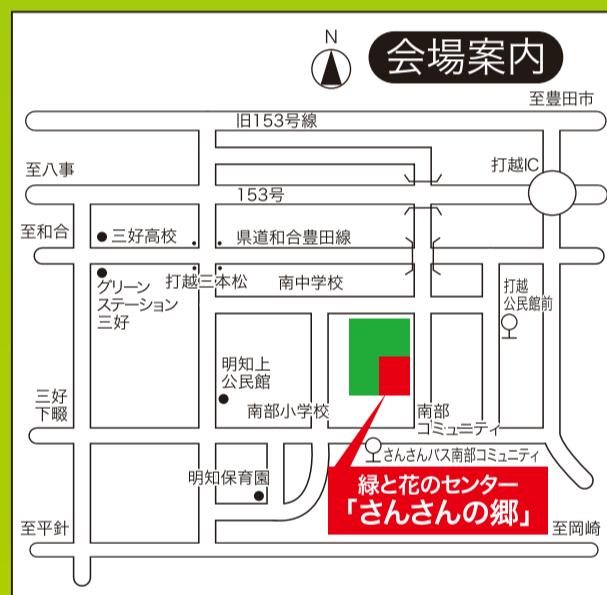 N
会場案内
至豊田市
旧153号線
至八事
打越IC
153号
至和合
三好高校
県道和合豊田線
グリーン
ステーション
三好
打越三本松
南中学校
打越
公民館前
明知上
公民館
三好
下畷
南部小学校
南部
コミュニティ
さんさんバス南部コミュニティ
明知保育園
緑と花のセンター
「さんさんの郷」
至平針
至岡崎